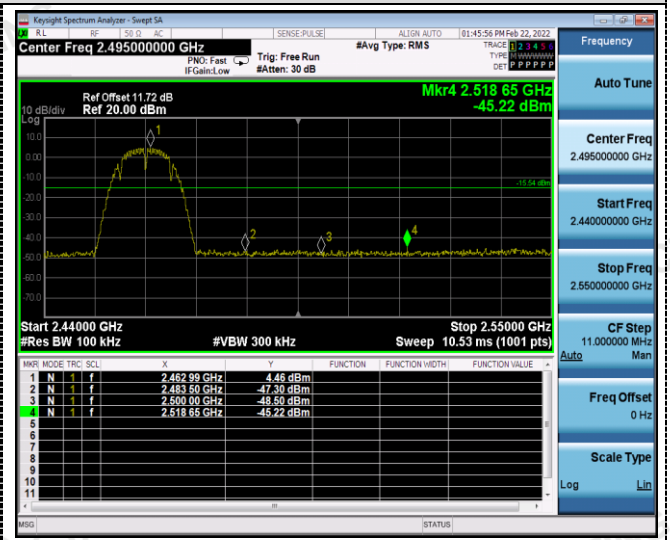 Keysight Spectrum Analyzer - Swept SA
RL RF 50 Ω AC SENSE:PULSE ALIGN AUTO 01:45:56 PM Feb 22, 2022
Center Freq 2.495000000 GHz #Avg Type: RMS TRACE 1 2 3 4 5 6
PNO: Fast Trig: Free Run TYPE M WWWWW
IFGain:Low #Atten: 30 dB DET P P P P P P
Mkr4 2.518 65 GHz
Ref Offset 11.72 dB
10 dB/div Ref 20.00 dBm -45.22 dBm
Log
10.0
0.00
-10.0
-20.0
-30.0
-40.0
-50.0
-60.0
-70.0
1
-15.54 dBm
2
3
4
Start 2.44000 GHz Stop 2.55000 GHz
#Res BW 100 kHz #VBW 300 kHz Sweep 10.53 ms (1001 pts)
MKR MODE TRC SCL X Y FUNCTION FUNCTION WIDTH FUNCTION VALUE
1 N 1 f 2.462 99 GHz 4.46 dBm
2 N 1 f 2.483 50 GHz -47.30 dBm
3 N 1 f 2.500 00 GHz -48.50 dBm
4 N 1 f 2.518 65 GHz -45.22 dBm
5
6
7
8
9
10
11
MSG STATUS
Frequency
Auto Tune
Center Freq
2.495000000 GHz
Start Freq
2.440000000 GHz
Stop Freq
2.550000000 GHz
CF Step
11.000000 MHz
Auto Man
Freq Offset
0 Hz
Scale Type
Log Lin